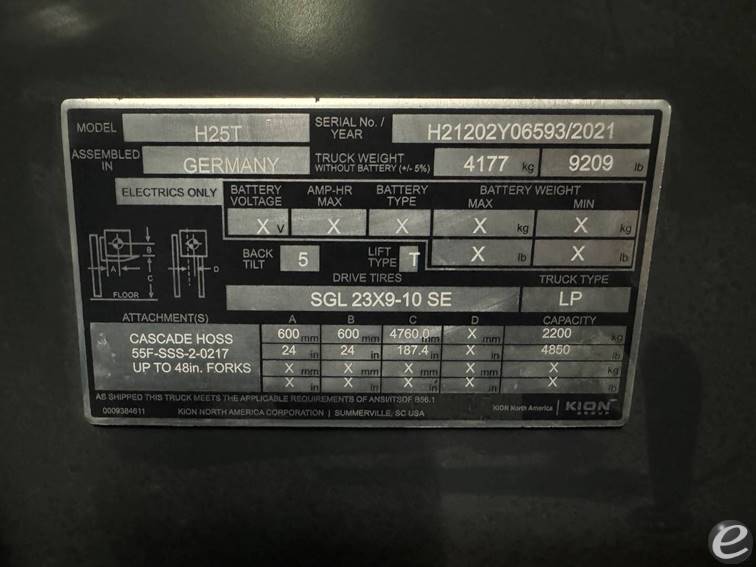 MODEL H25T SERIAL No. / YEAR H21202Y06593/2021
ASSEMBLED IN GERMANY TRUCK WEIGHT WITHOUT BATTERY (+/- 5%) 4177 kg 9209 lb
ELECTRICS ONLY BATTERY VOLTAGE AMP-HR MAX BATTERY TYPE BATTERY WEIGHT
MAX MIN
X V X X X kg X kg
BACK TILT 5 LIFT TYPE T X lb X lb
A B C D FLOOR
DRIVE TIRES TRUCK TYPE
SGL 23X9-10 SE LP
ATTACHMENT(S) A B C D CAPACITY
CASCADE HOSS 600 mm 600 mm 4760.0 mm X mm 2200
55F-SSS-2-0217 24 in 24 in 187.4 in X in 4850
UP TO 48in. FORKS X mm X mm X mm X mm X
X in X in X in X in X
AS SHIPPED THIS TRUCK MEETS THE APPLICABLE REQUIREMENTS OF ANSI/ITSDF B56.1
0009384611 KION NORTH AMERICA CORPORATION | SUMMERVILLE, SC USA KION North America | KION GROUP
e